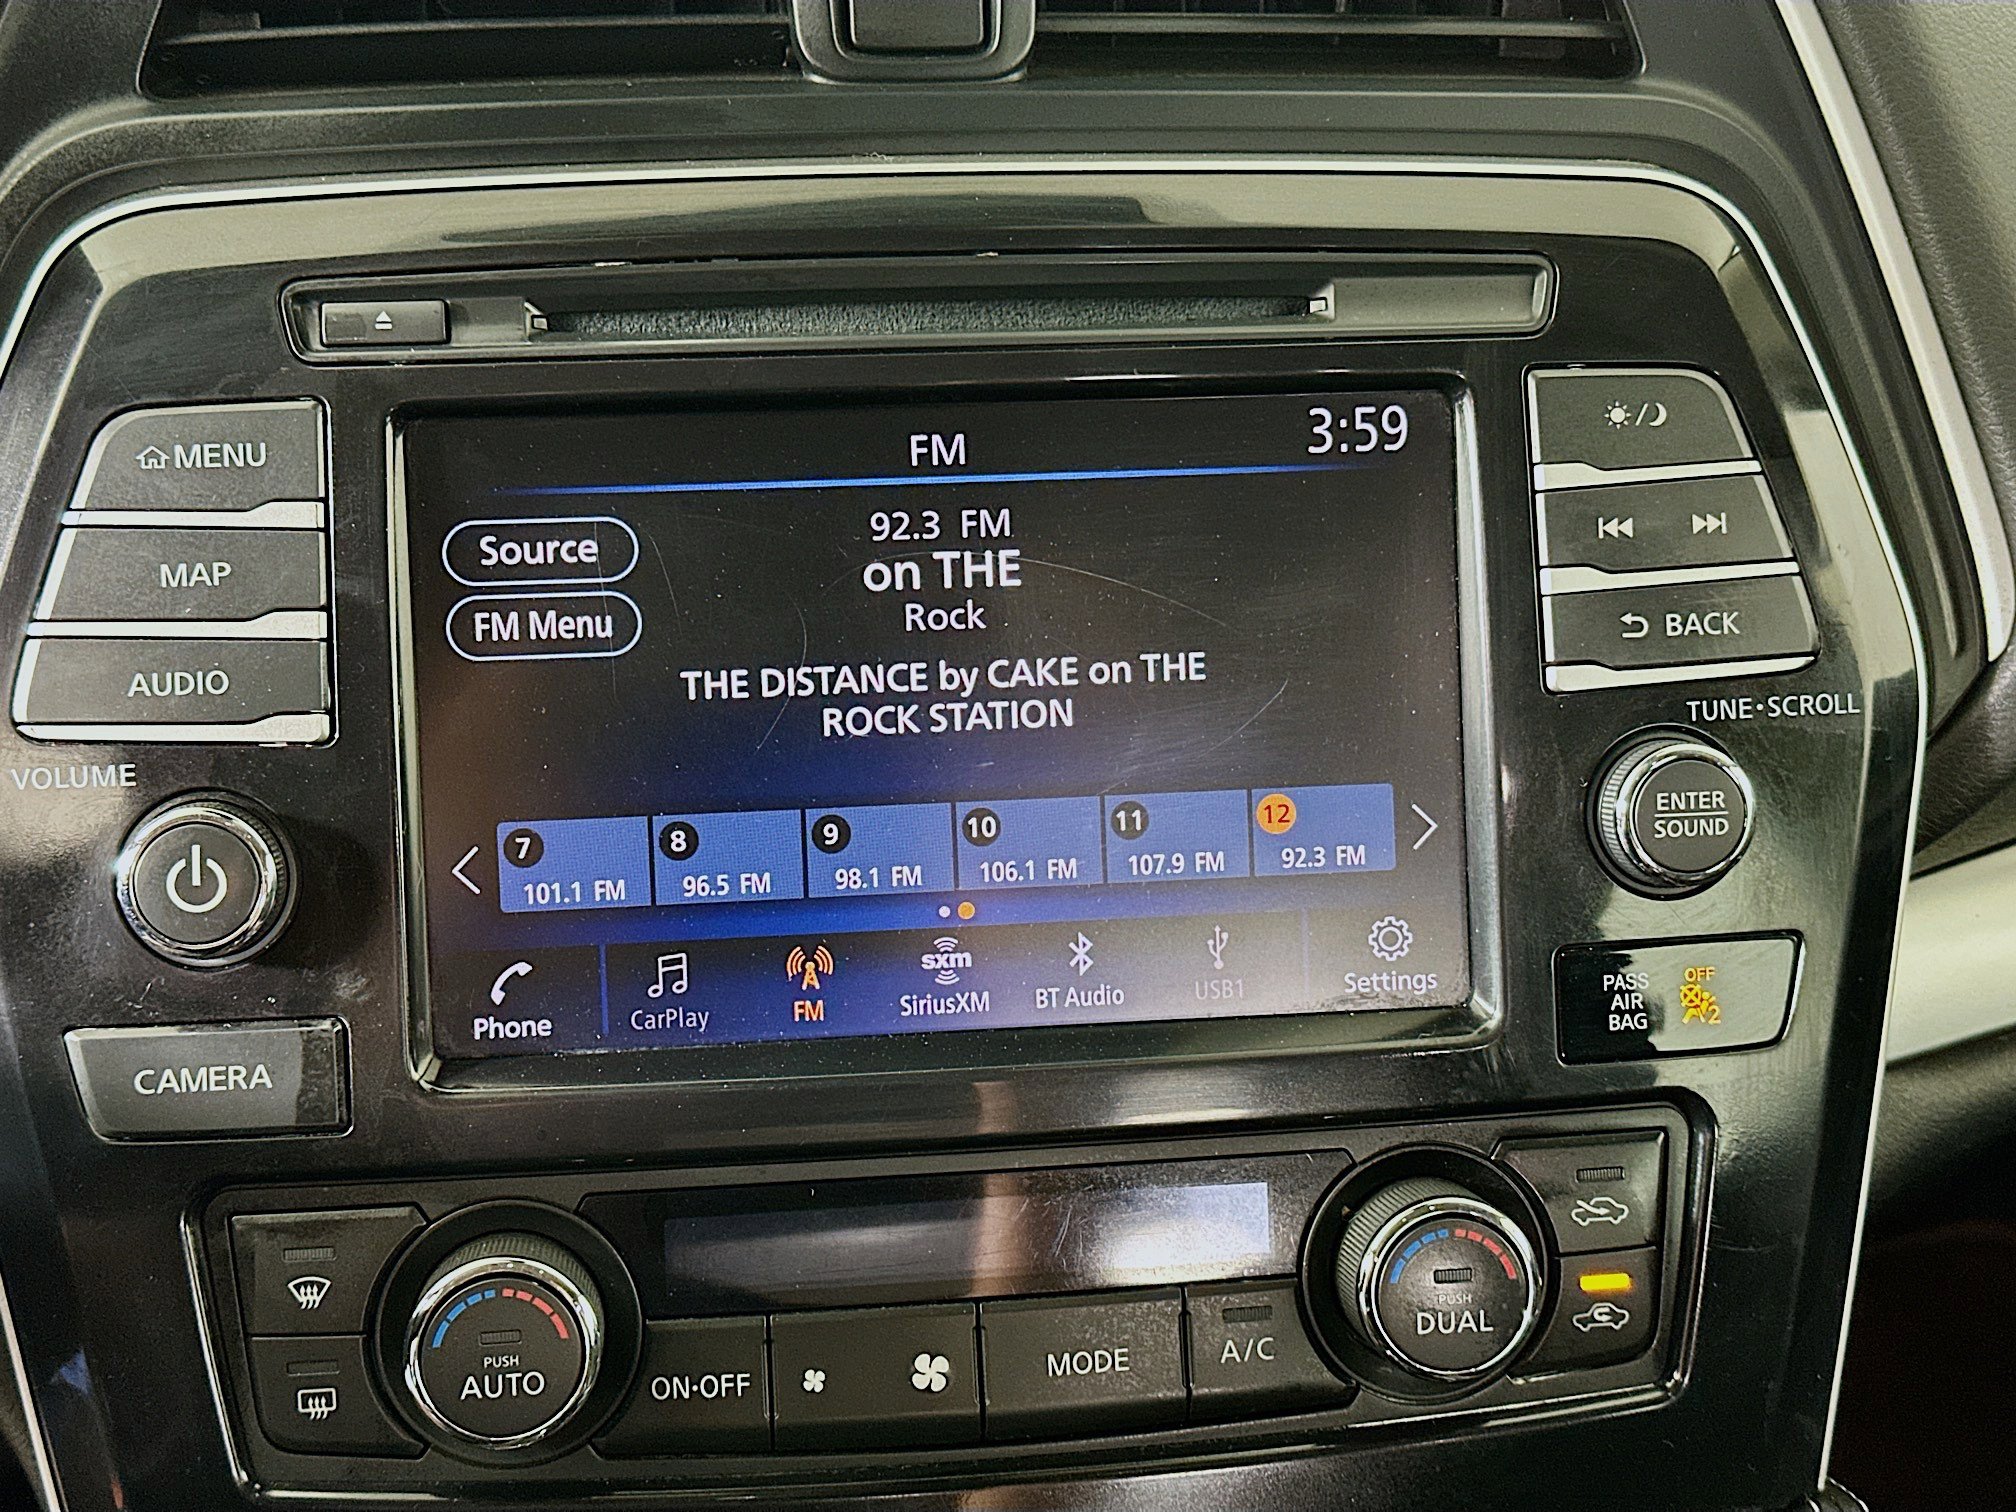 MENU
MAP
AUDIO
VOLUME
CAMERA
FM
3:59
Source
FM Menu
92.3 FM
on THE
Rock
THE DISTANCE by CAKE on THE
ROCK STATION
7
101.1 FM
8
96.5 FM
9
98.1 FM
10
106.1 FM
11
107.9 FM
12
92.3 FM
Phone
CarPlay
FM
sxm
SiriusXM
BT Audio
USB1
Settings
BACK
TUNE•SCROLL
ENTER
SOUND
PASS
AIR
BAG
OFF
2
PUSH
AUTO
ON•OFF
MODE
A/C
PUSH
DUAL